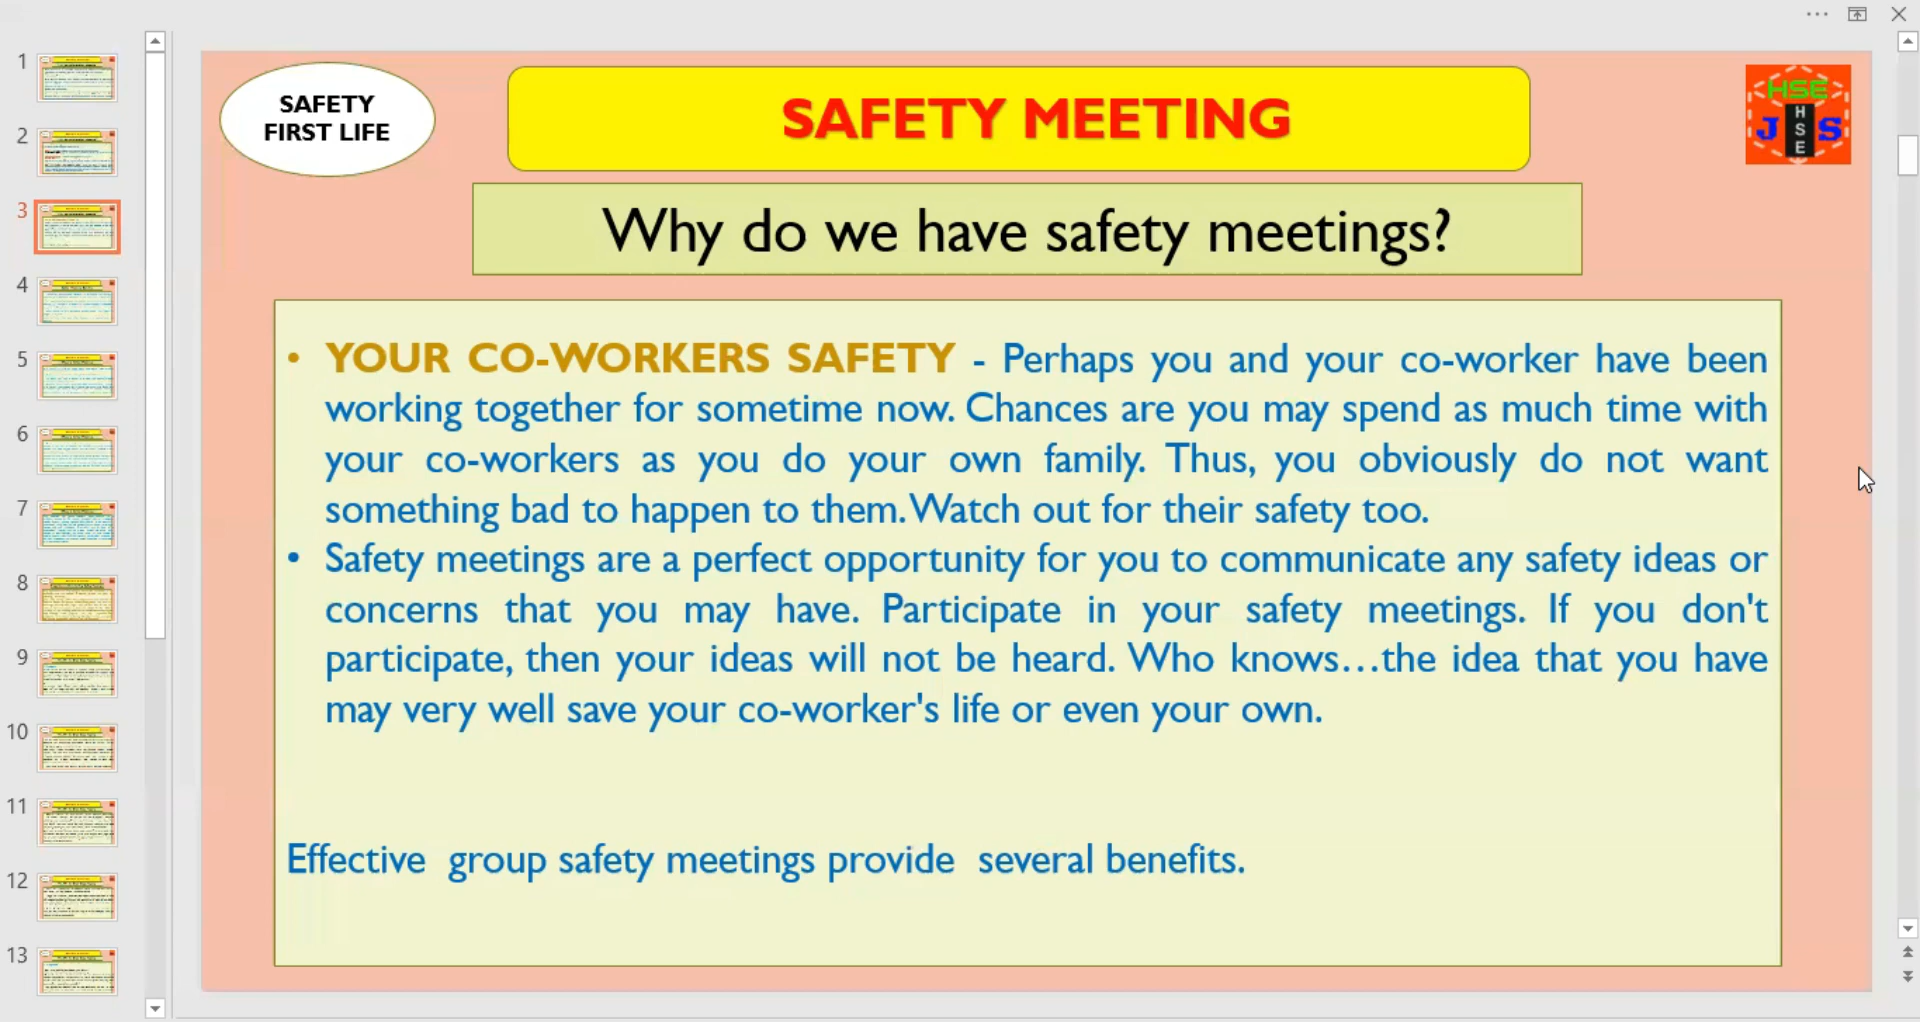 SAFETY
FIRST LIFE
SAFETY MEETING
HSE
J
S
H
S
E
Why do we have safety meetings?
• YOUR CO-WORKERS SAFETY - Perhaps you and your co-worker have been
working together for sometime now. Chances are you may spend as much time with
your co-workers as you do your own family. Thus, you obviously do not want
something bad to happen to them. Watch out for their safety too.
• Safety meetings are a perfect opportunity for you to communicate any safety ideas or
concerns that you may have. Participate in your safety meetings. If you don't
participate, then your ideas will not be heard. Who knows...the idea that you have
may very well save your co-worker's life or even your own.
Effective group safety meetings provide several benefits.
1
2
3
4
5
6
7
8
9
10
11
12
13